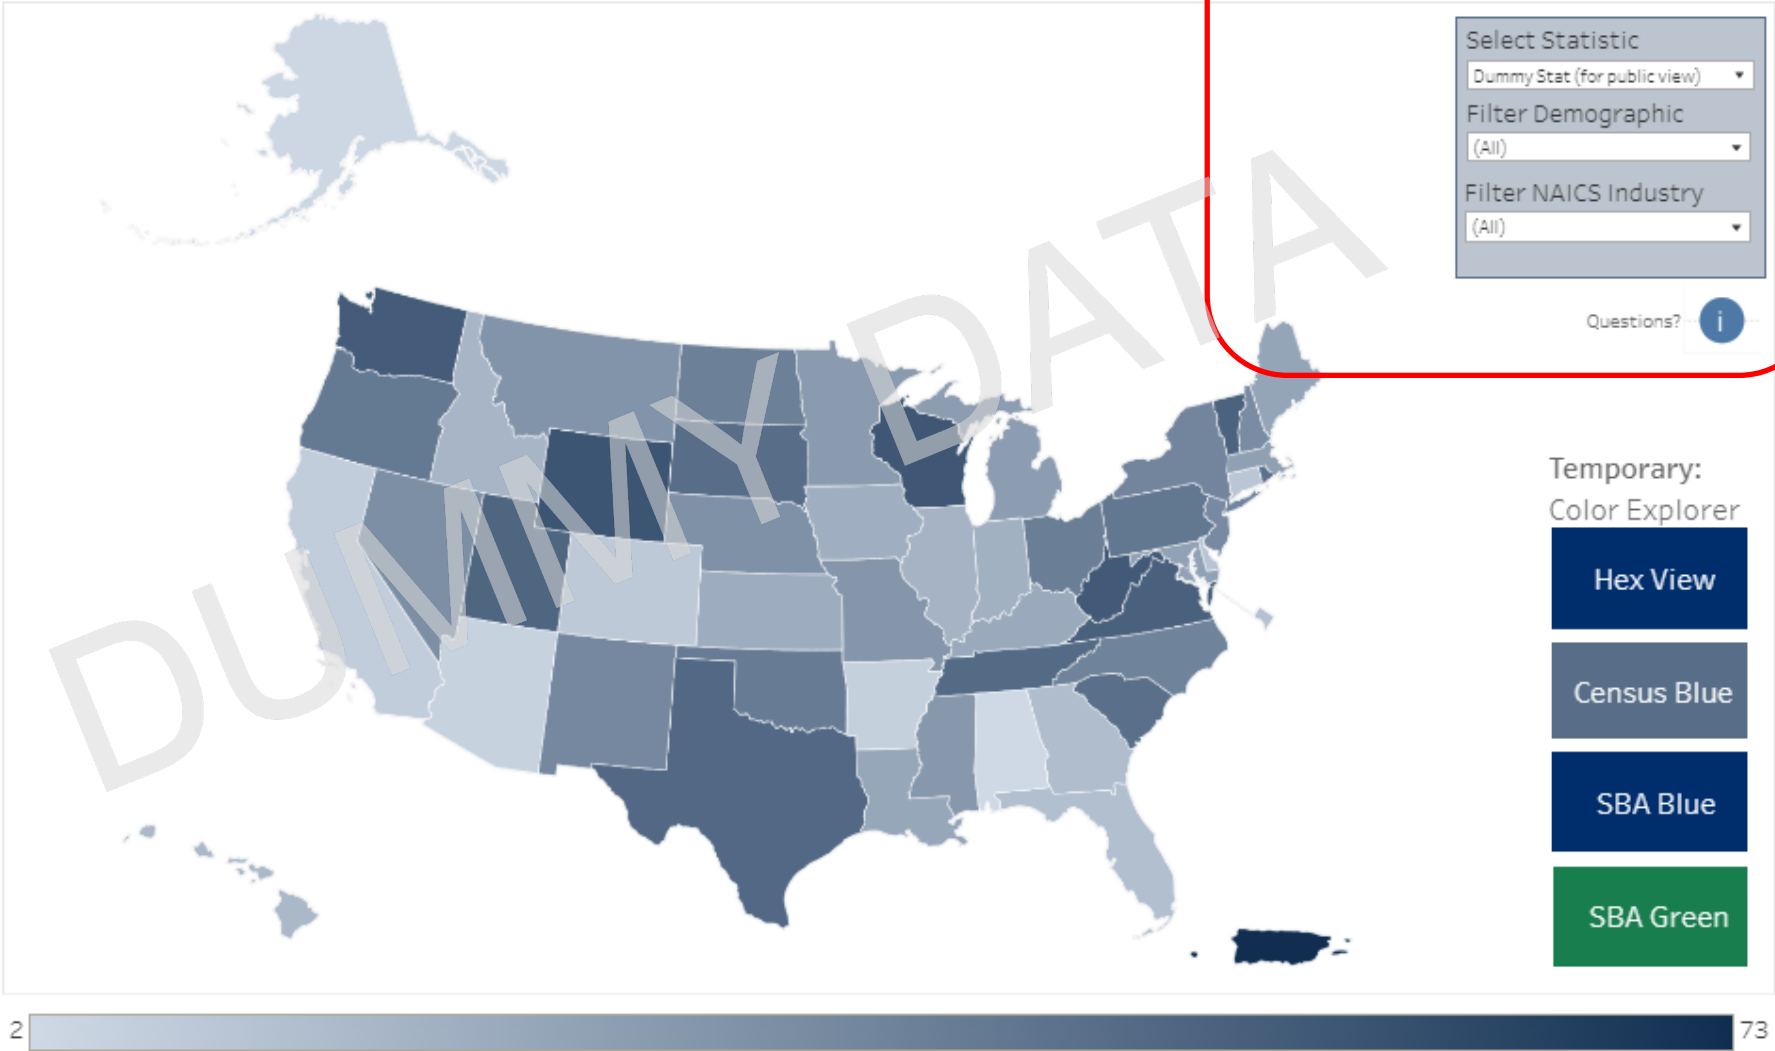 Select Statistic
Dummy Stat (for public view)
Filter Demographic
(All)
Filter NAICS Industry
(All)
Questions? i
DUMMY DATA
Temporary:
Color Explorer
Hex View
Census Blue
SBA Blue
SBA Green
2 73